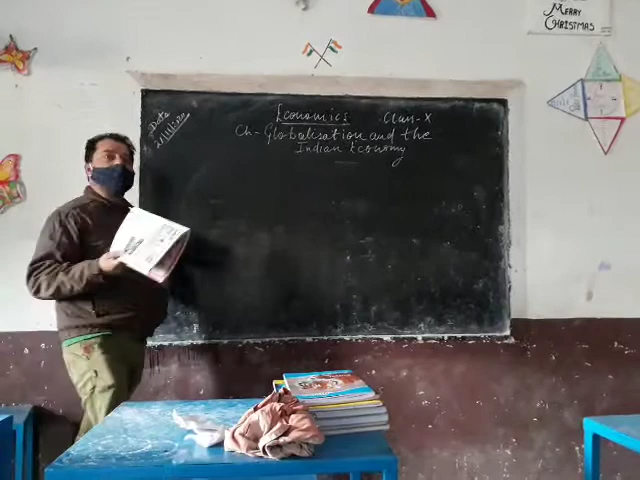 MERRY
CHRISTMAS
Date
Economics Class-X
Ch-Globalisation and the
Indian Economy